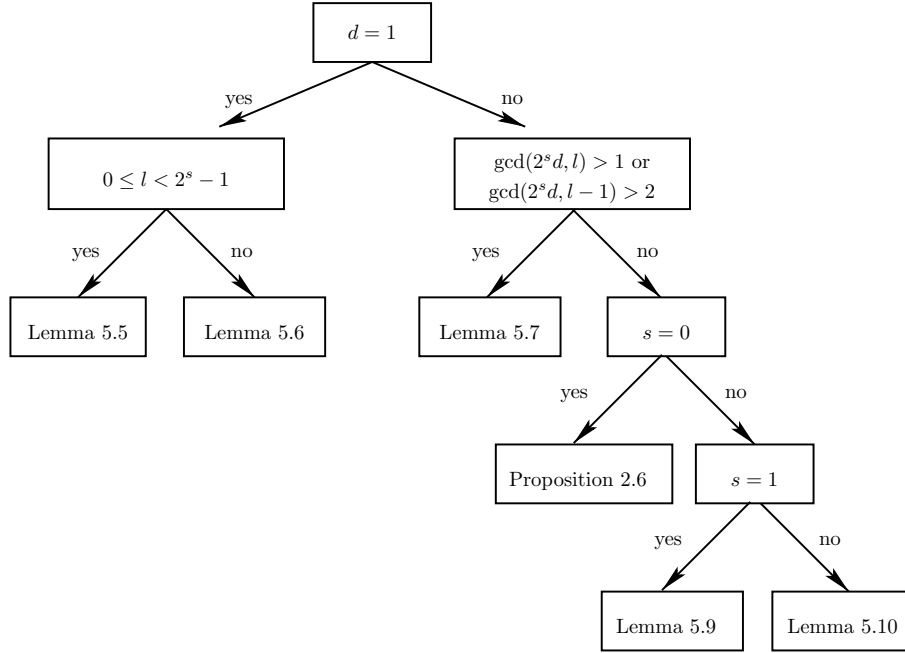 d = 1
yes
no
0 ≤ l < 2^s − 1
gcd(2^s d, l) > 1 or
gcd(2^s d, l − 1) > 2
yes
no
yes
no
Lemma 5.5
Lemma 5.6
Lemma 5.7
s = 0
yes
no
Proposition 2.6
s = 1
yes
no
Lemma 5.9
Lemma 5.10